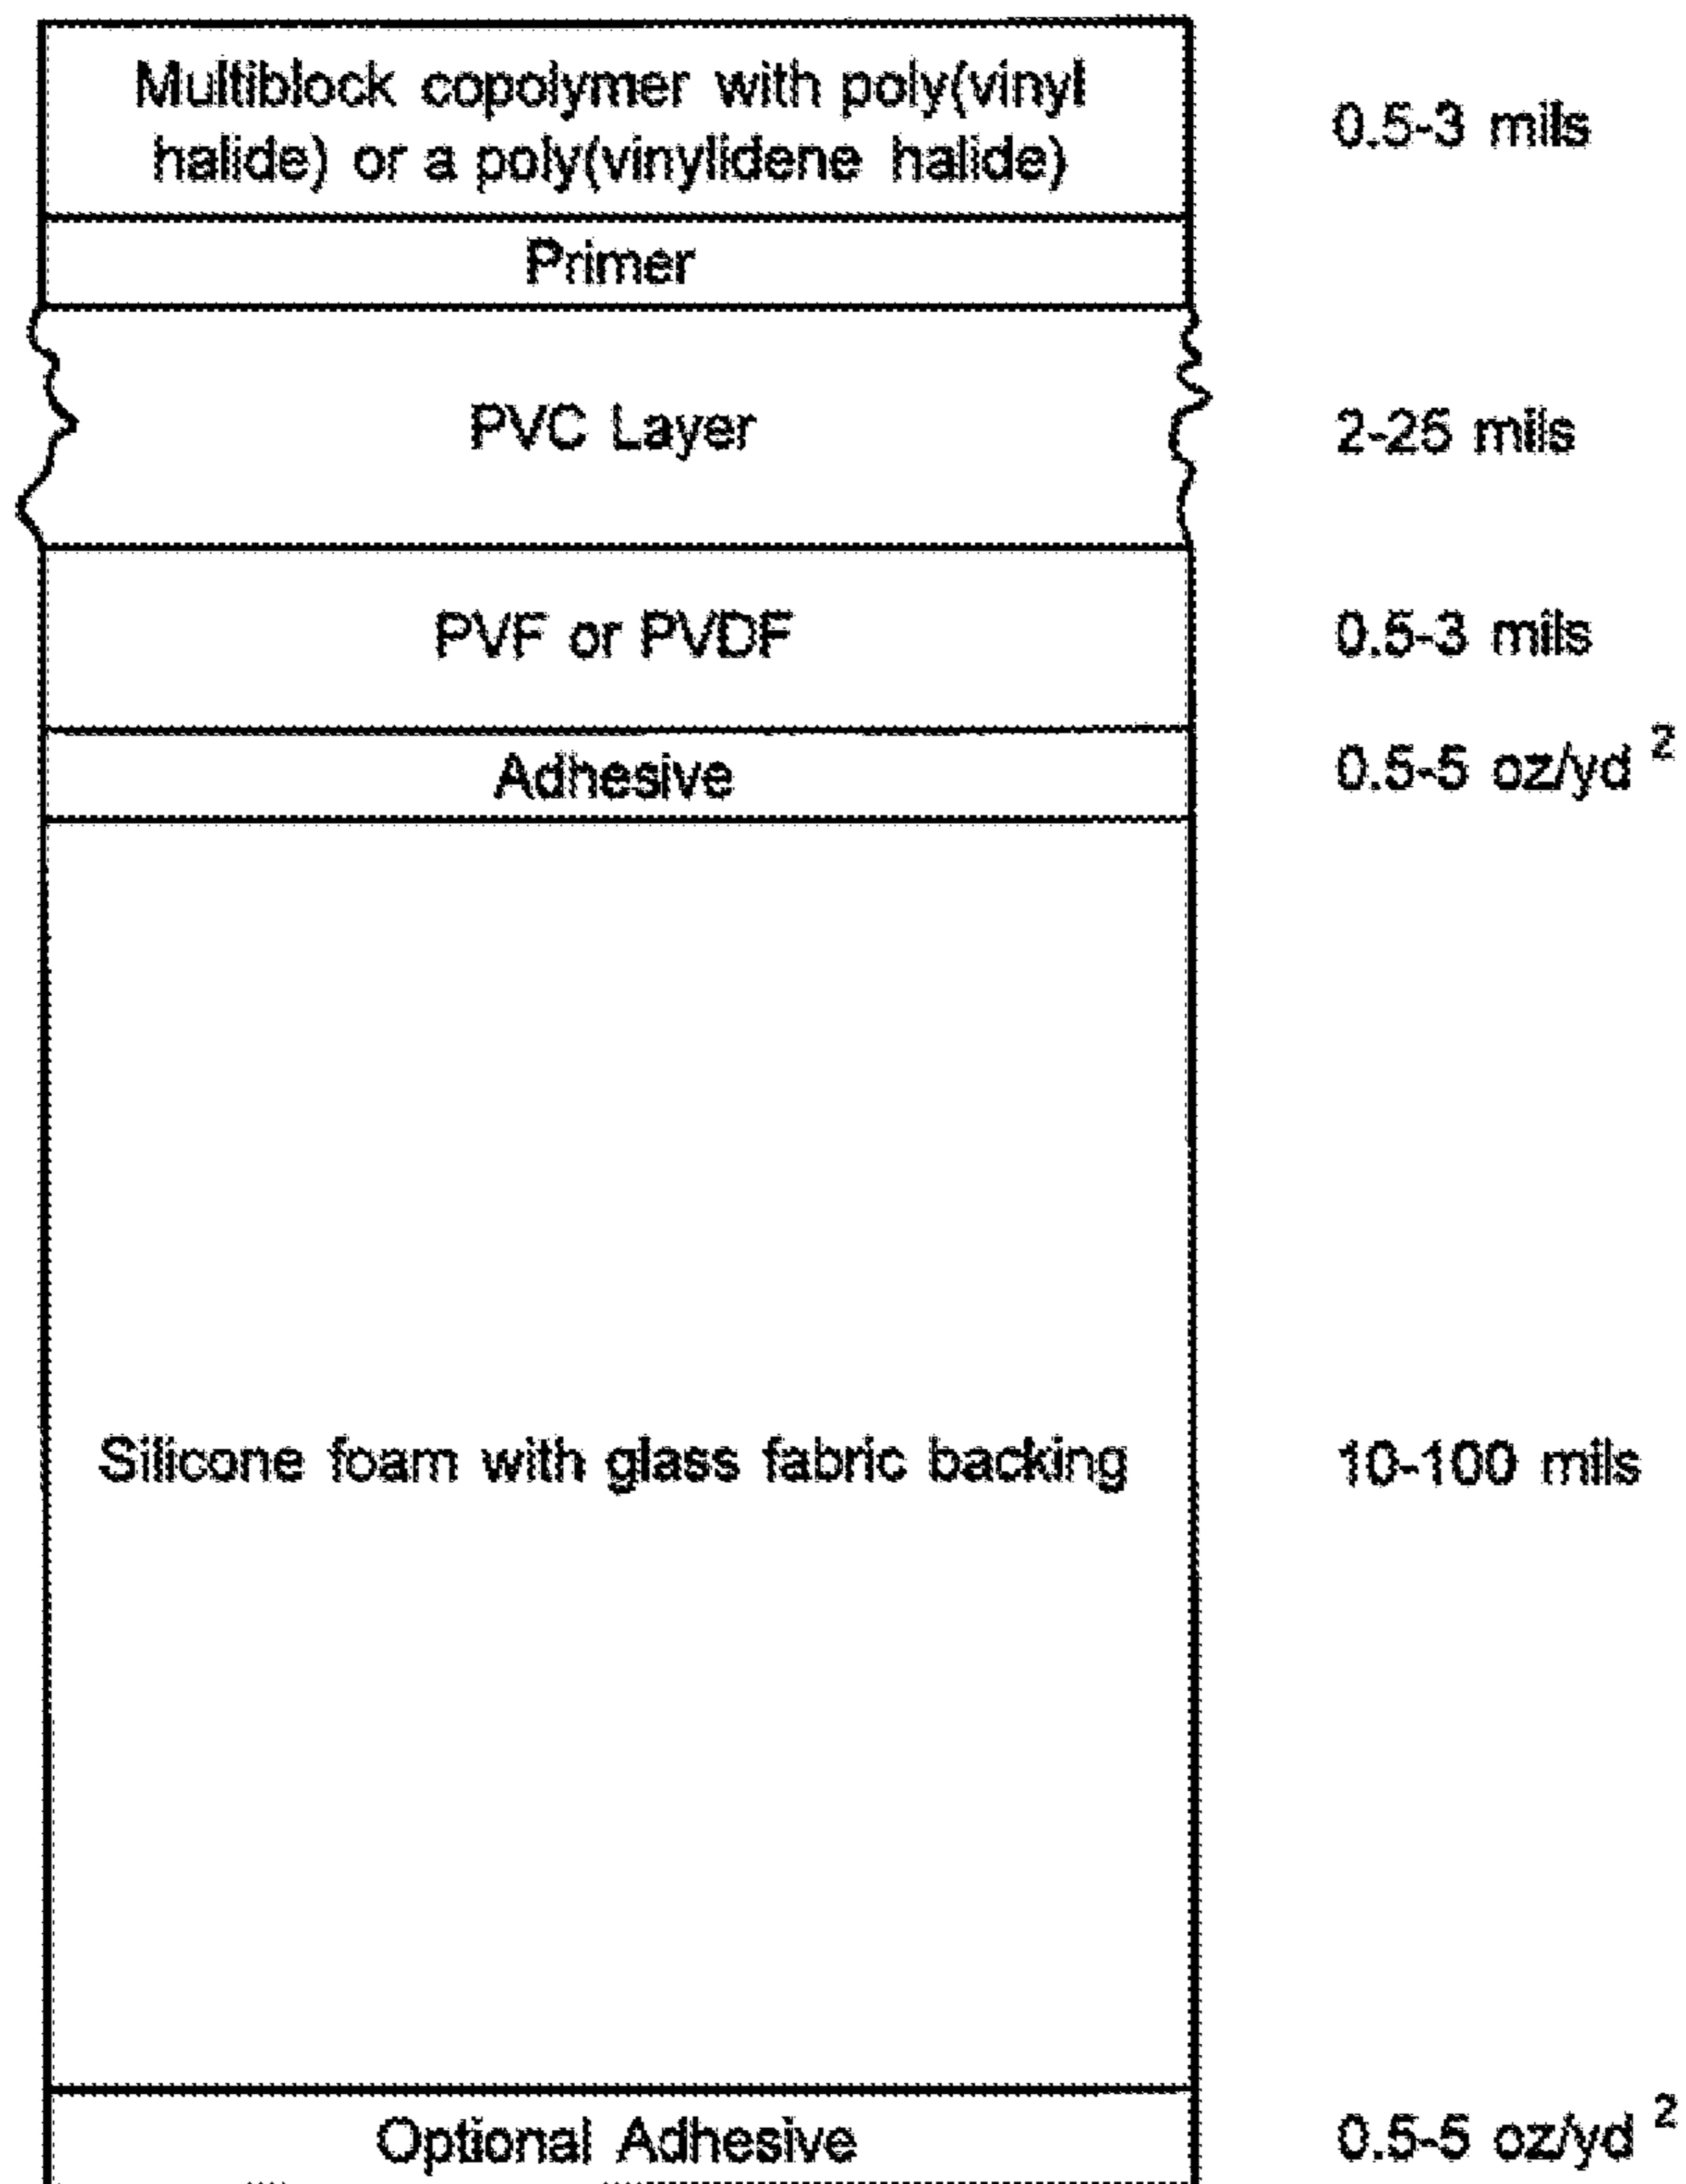 Multiblock copolymer with poly(vinyl
halide) or a poly(vinylidene halide)
0.5-3 mils
Primer
PVC Layer
2-25 mils
PVF or PVDF
0.5-3 mils
Adhesive
0.5-5 oz/yd ²
Silicone foam with glass fabric backing
10-100 mils
Optional Adhesive
0.5-5 oz/yd ²